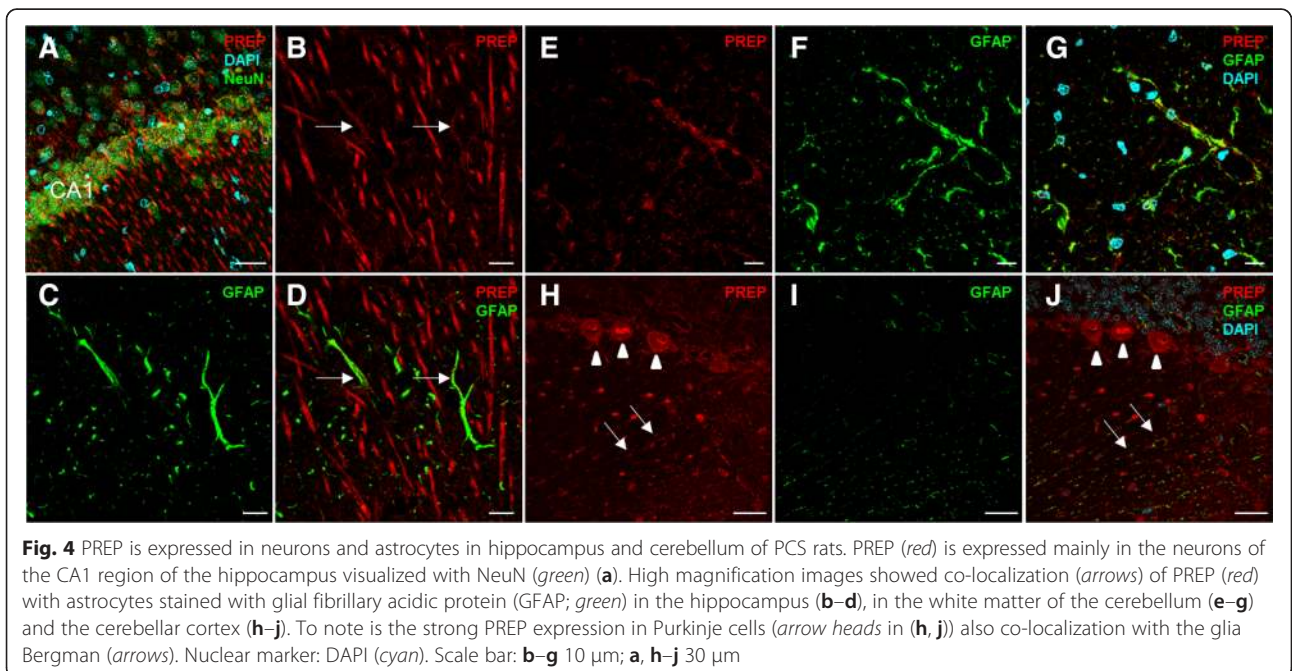 A
PREP
DAPI
NeuN
CA1
B
PREP
E
PREP
F
GFAP
G
PREP
GFAP
DAPI
C
GFAP
D
PREP
GFAP
H
PREP
I
GFAP
J
PREP
GFAP
DAPI
Fig. 4 PREP is expressed in neurons and astrocytes in hippocampus and cerebellum of PCS rats. PREP (red) is expressed mainly in the neurons of
the CA1 region of the hippocampus visualized with NeuN (green) (a). High magnification images showed co-localization (arrows) of PREP (red)
with astrocytes stained with glial fibrillary acidic protein (GFAP; green) in the hippocampus (b–d), in the white matter of the cerebellum (e–g)
and the cerebellar cortex (h–j). To note is the strong PREP expression in Purkinje cells (arrow heads in (h, j)) also co-localization with the glia
Bergman (arrows). Nuclear marker: DAPI (cyan). Scale bar: b–g 10 μm; a, h–j 30 μm